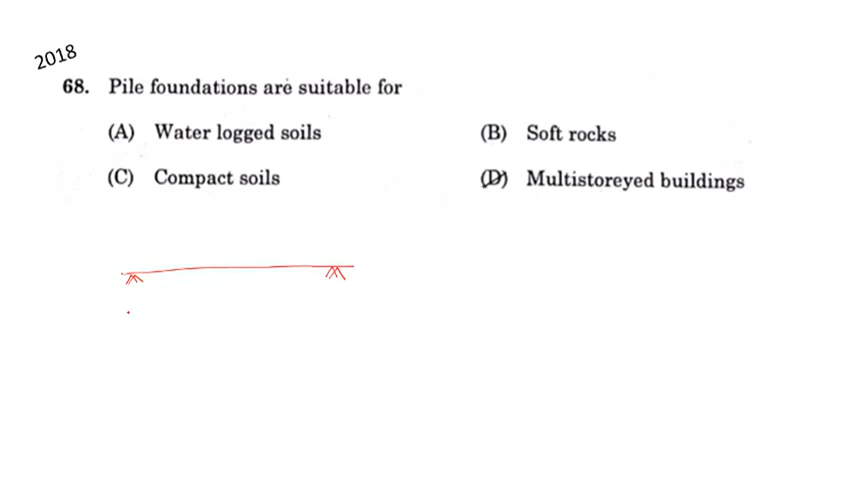 2018
68. Pile foundations are suitable for
(A) Water logged soils (B) Soft rocks
(C) Compact soils (D) Multistoreyed buildings